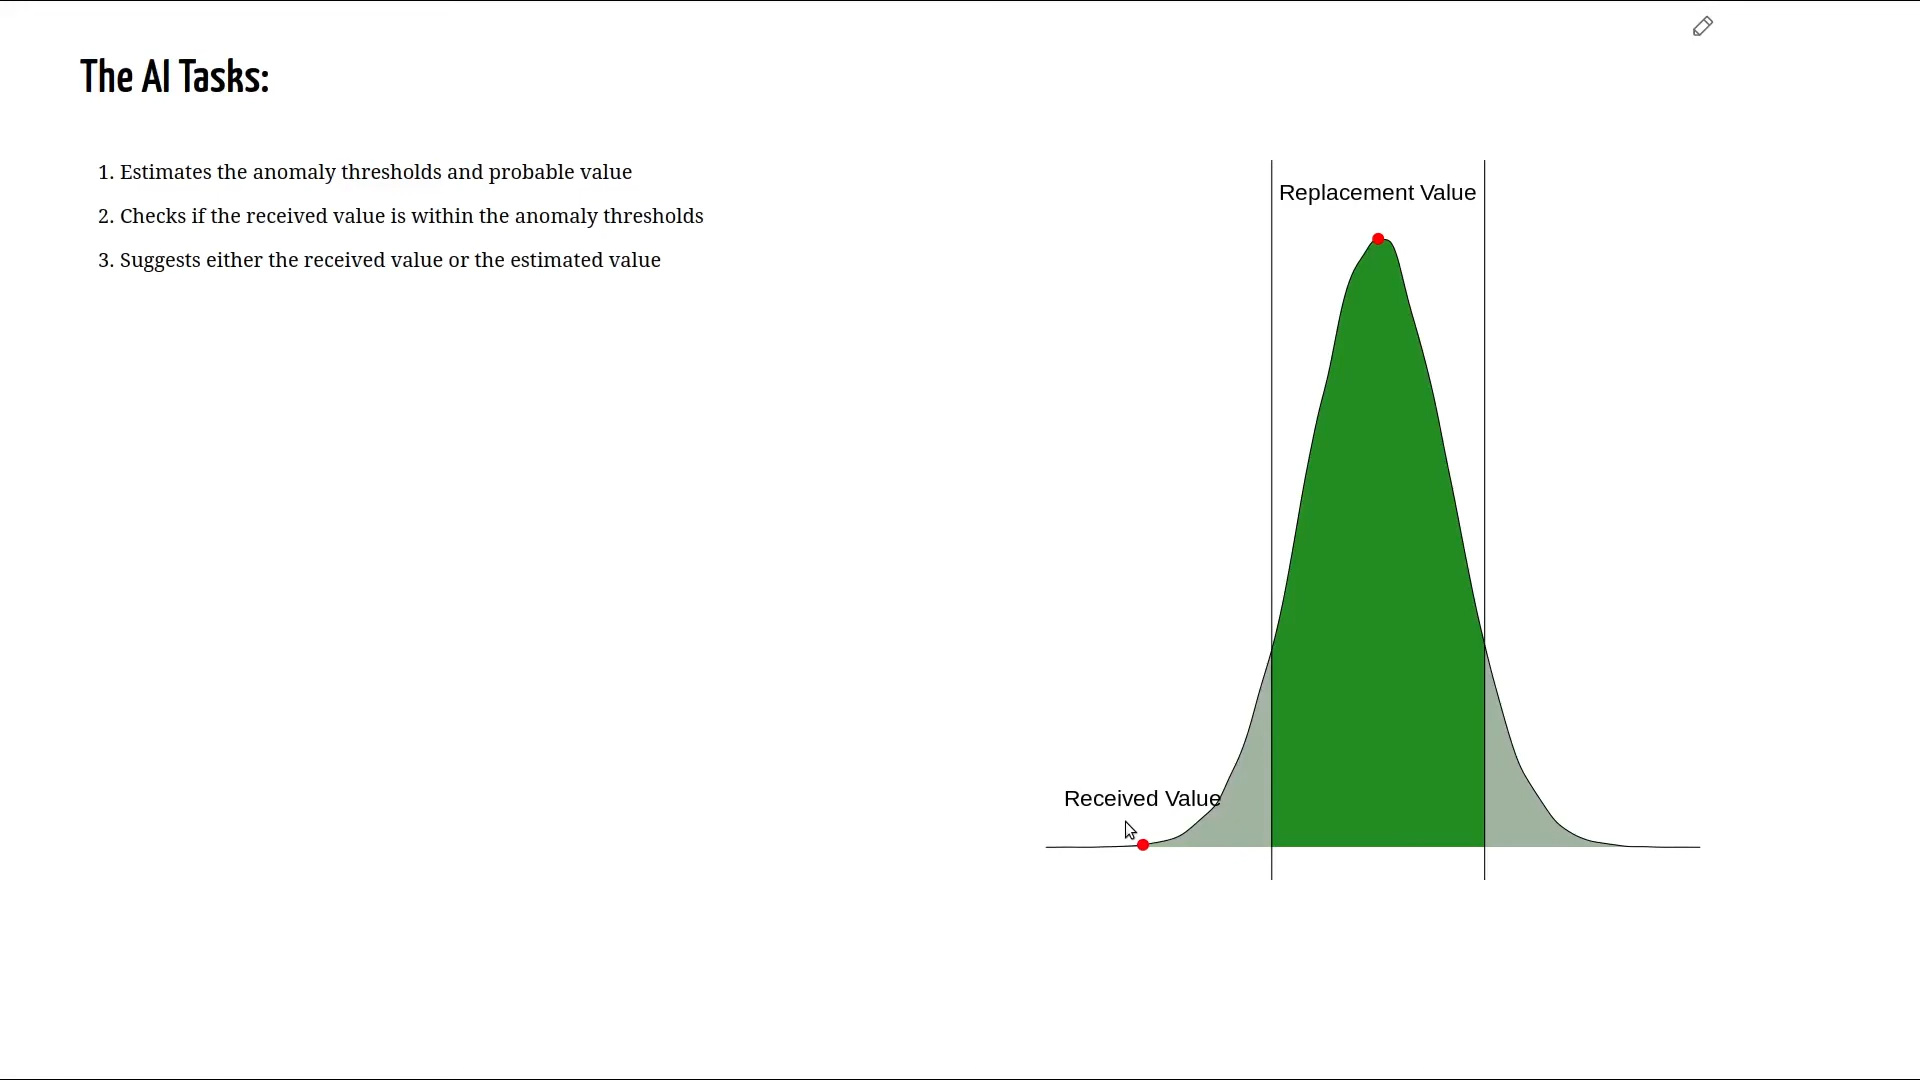 The AI Tasks:
1. Estimates the anomaly thresholds and probable value
2. Checks if the received value is within the anomaly thresholds
3. Suggests either the received value or the estimated value
Replacement Value
Received Value